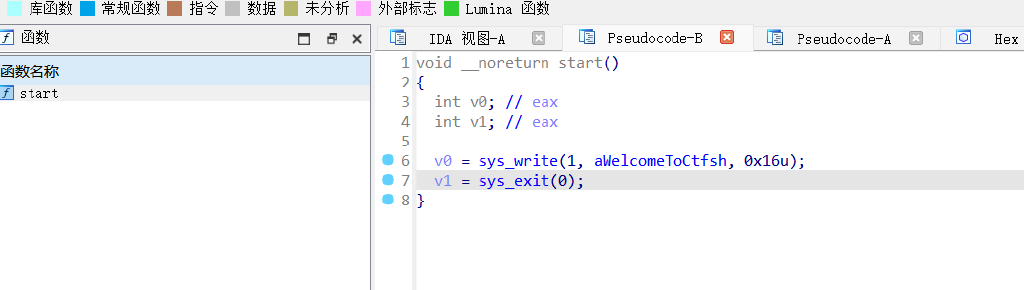 库函数 常规函数 指令 数据 未分析 外部标志 Lumina 函数
f 函数
IDA 视图-A Pseudocode-B Pseudocode-A Hex
函数名称
f start
1 void __noreturn start()
2 {
3 int v0; // eax
4 int v1; // eax
5
6 v0 = sys_write(1, aWelcomeToCtfsh, 0x16u);
7 v1 = sys_exit(0);
8 }